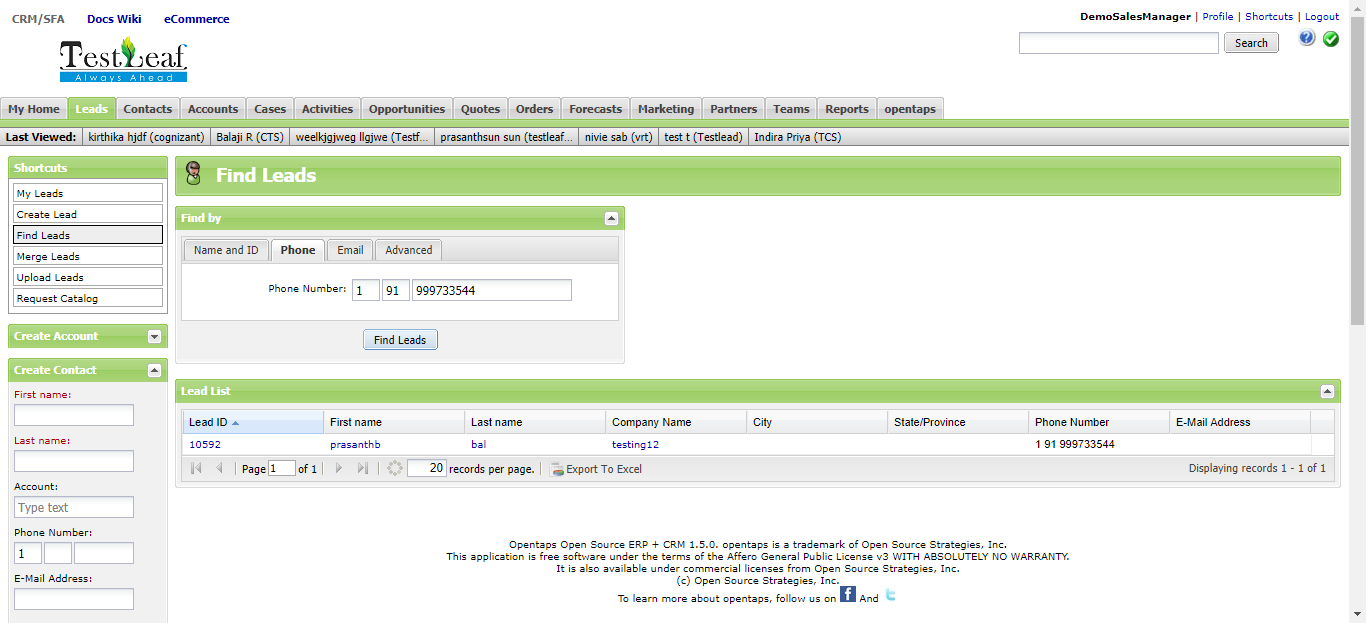 CRM/SFA Docs Wiki eCommerce
DemoSalesManager | Profile | Shortcuts | Logout
TestLeaf
Always Ahead
Search
?
My Home Leads Contacts Accounts Cases Activities Opportunities Quotes Orders Forecasts Marketing Partners Teams Reports opentaps
Last Viewed: kirthika hjdf (cognizant) Balaji R (CTS) weelkjgjweg llgjwe (Testf... prasanthsun sun (testleaf... nivie sab (vrt) test t (Testlead) Indira Priya (TCS)
Shortcuts
My Leads
Create Lead
Find Leads
Merge Leads
Upload Leads
Request Catalog
Create Account
Create Contact
First name:
Last name:
Account:
Type text
Phone Number:
1
E-Mail Address:
Find Leads
Find by
Name and ID Phone Email Advanced
Phone Number: 1 91 999733544
Find Leads
Lead List
Lead ID First name Last name Company Name City State/Province Phone Number E-Mail Address
10592 prasanthb bal testing12 1 91 999733544
Page 1 of 1 20 records per page. Export To Excel Displaying records 1 - 1 of 1
Opentaps Open Source ERP + CRM 1.5.0. opentaps is a trademark of Open Source Strategies, Inc.
This application is free software under the terms of the Affero General Public License v3 WITH ABSOLUTELY NO WARRANTY.
It is also available under commercial licenses from Open Source Strategies, Inc.
(c) Open Source Strategies, Inc.
To learn more about opentaps, follow us on f And t